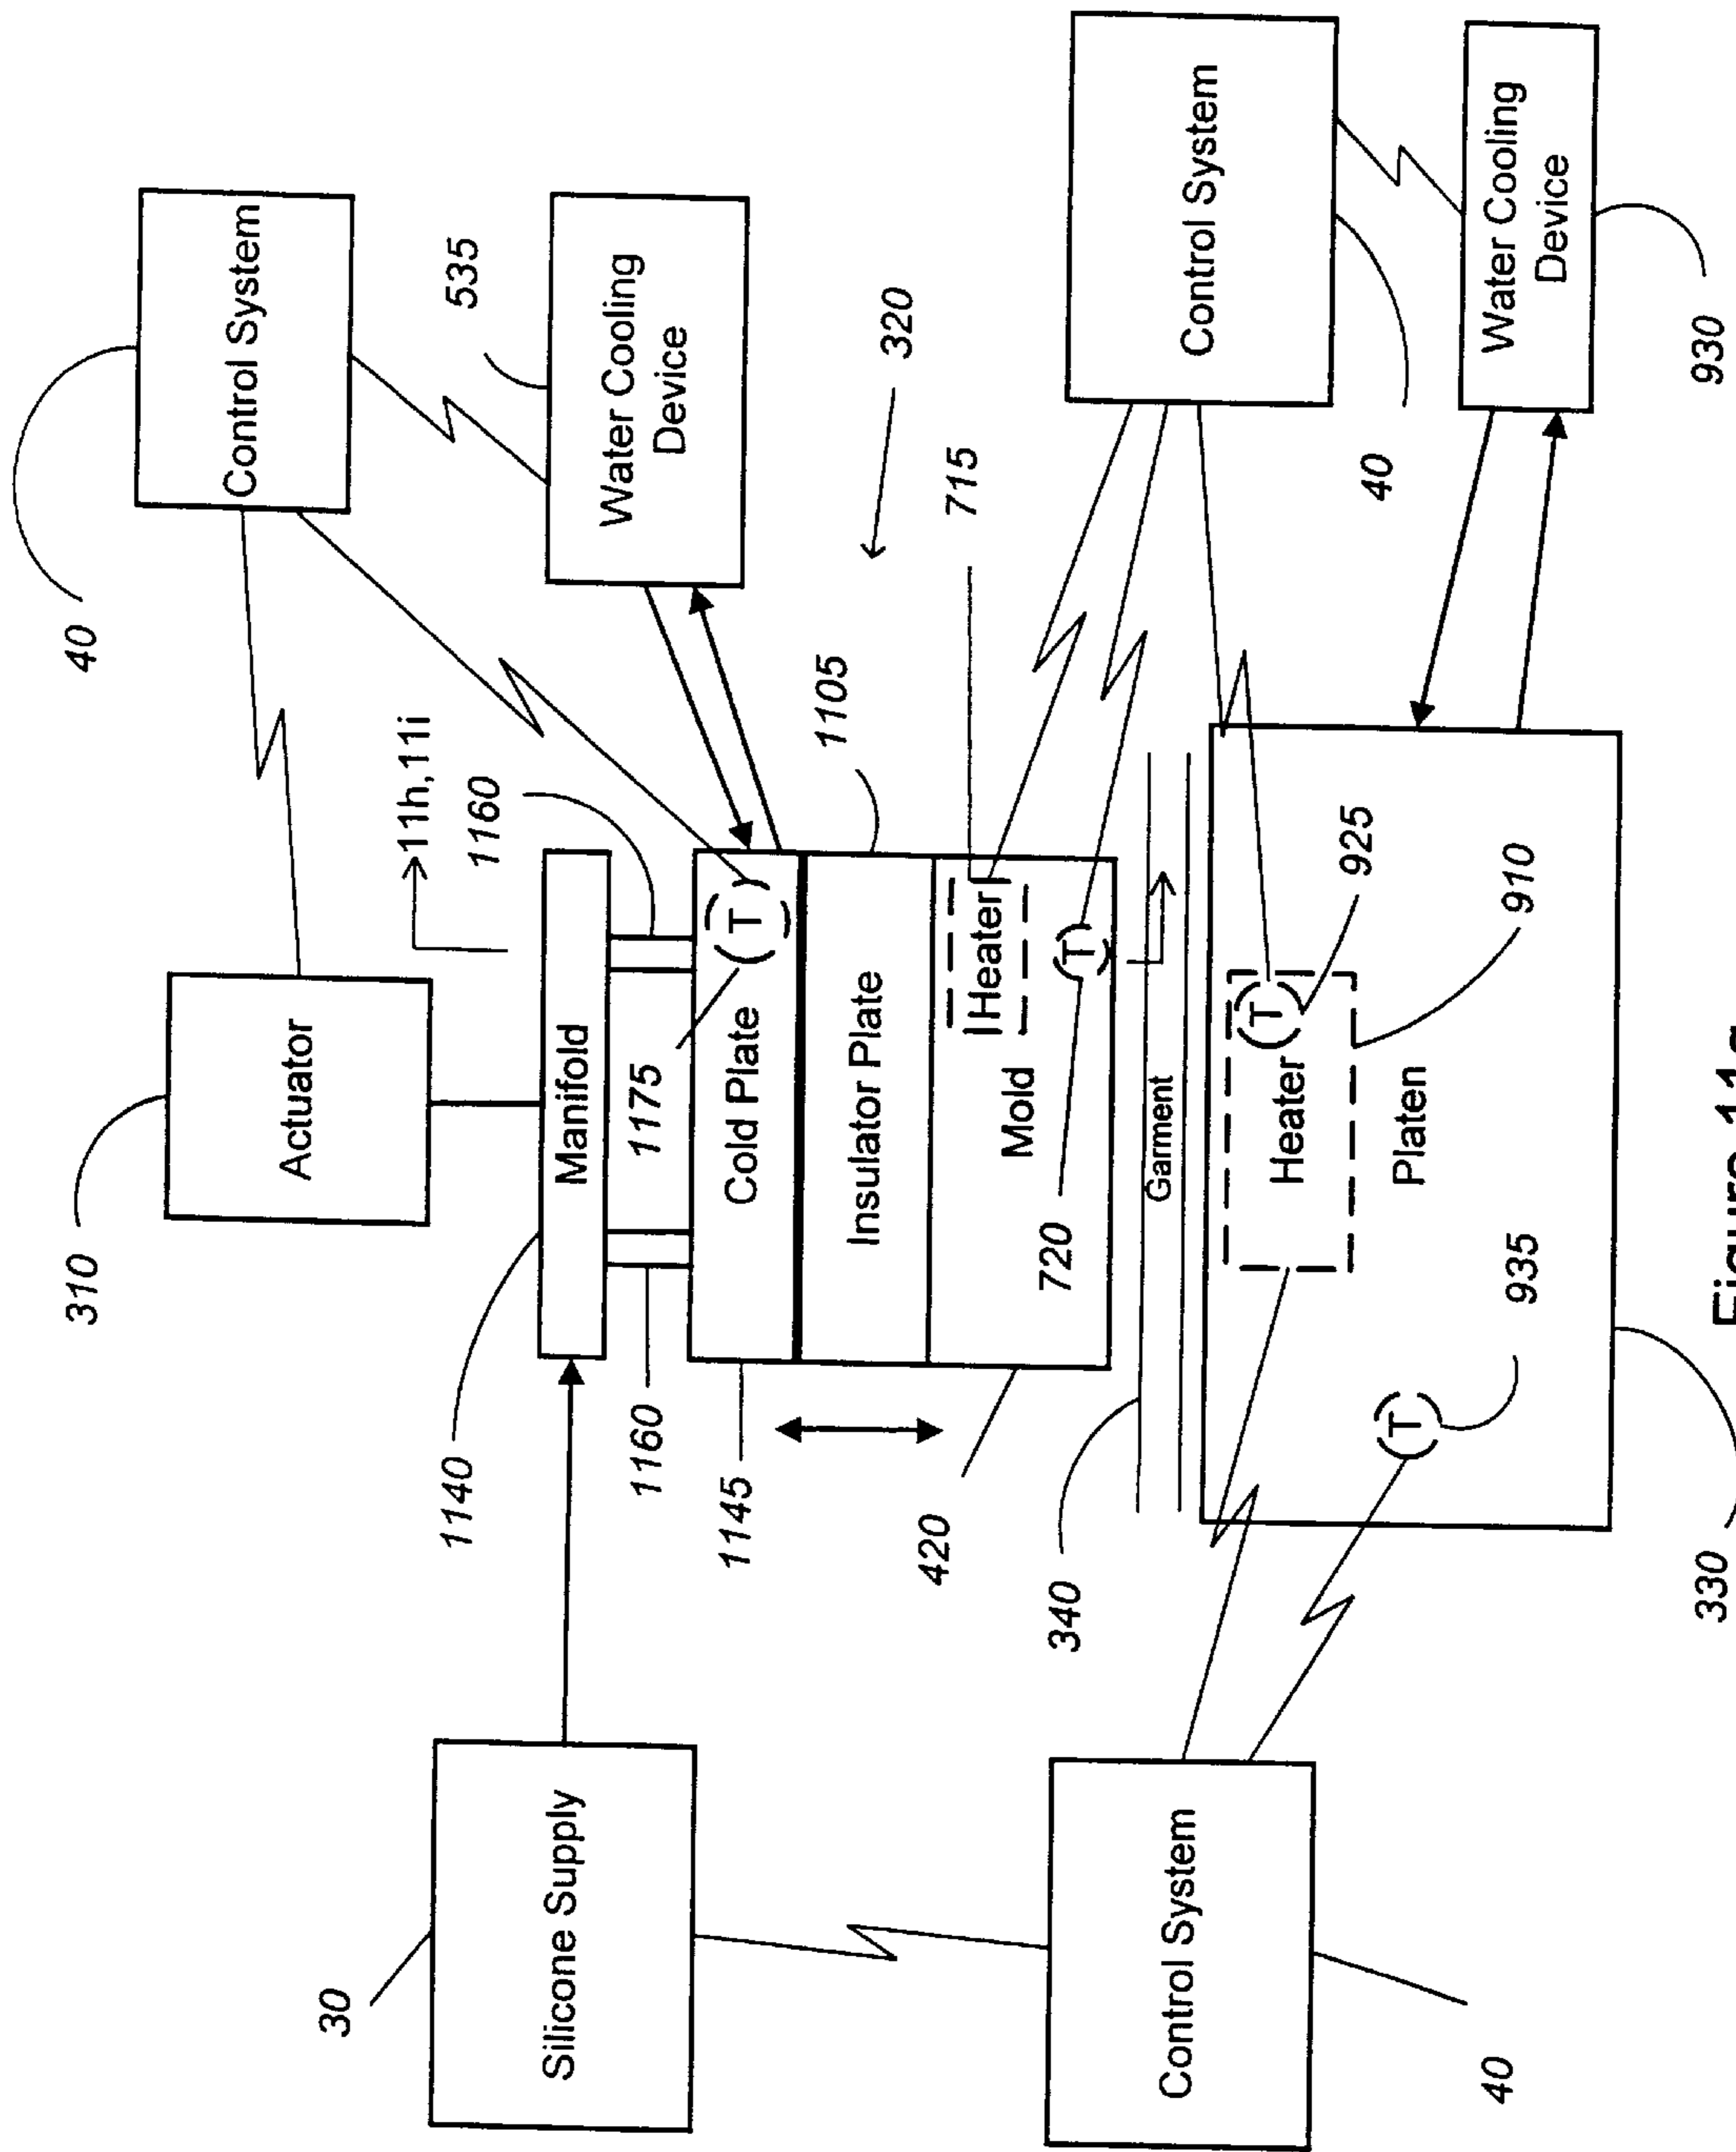 40
Control System
310
Actuator
11h,11i
535
Water Cooling
Device
30
Silicone Supply
1140
Manifold
1160
1160
1175
1145
Cold Plate
(T)
Insulator Plate
1105
320
420
Mold
Heater
715
720
(T)
340
Garment
Control System
40
Water Cooling
Device
930
Control System
40
Heater
(T)
925
Platen
910
(T)
935
330